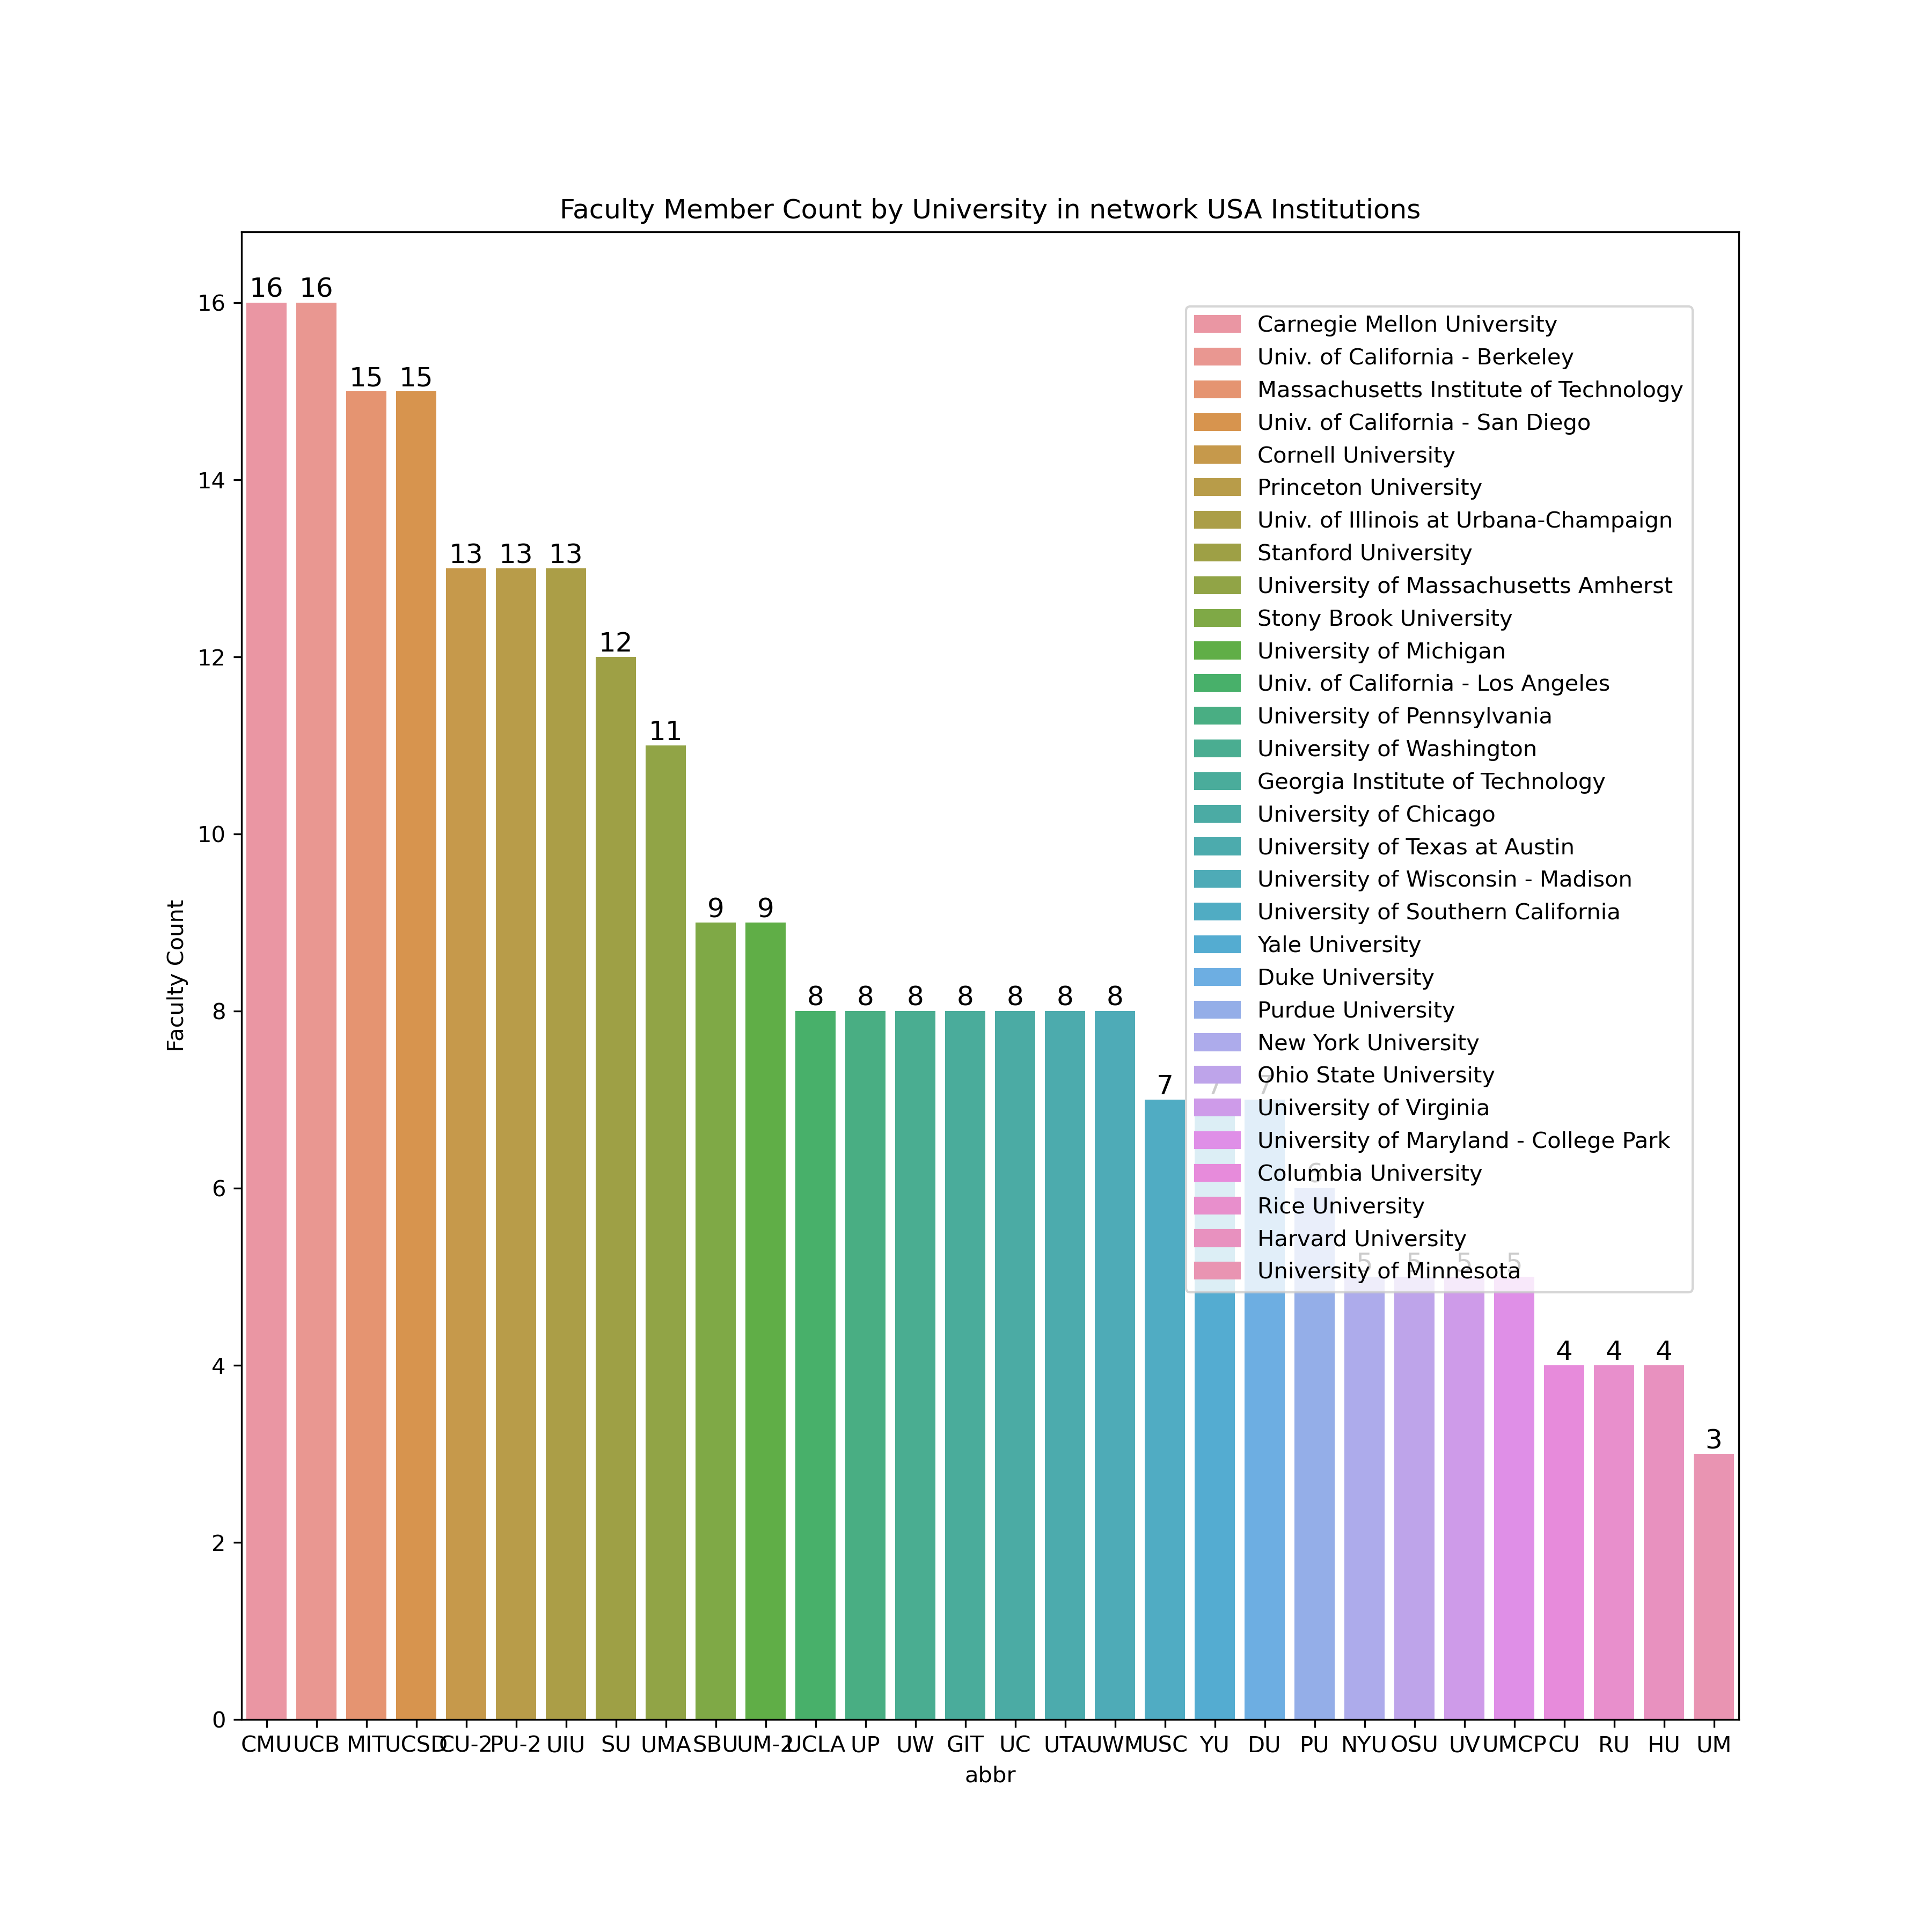 Faculty Member Count by University in network USA Institutions
16 16
15 15
13 13 13
12
11
9 9
8 8 8 8 8 8 8
7 7 7
6
5 5 5 5
4 4 4
3
Carnegie Mellon University
Univ. of California - Berkeley
Massachusetts Institute of Technology
Univ. of California - San Diego
Cornell University
Princeton University
Univ. of Illinois at Urbana-Champaign
Stanford University
University of Massachusetts Amherst
Stony Brook University
University of Michigan
Univ. of California - Los Angeles
University of Pennsylvania
University of Washington
Georgia Institute of Technology
University of Chicago
University of Texas at Austin
University of Wisconsin - Madison
University of Southern California
Yale University
Duke University
Purdue University
New York University
Ohio State University
University of Virginia
University of Maryland - College Park
Columbia University
Rice University
Harvard University
University of Minnesota
16
14
12
10
8
6
4
2
0
Faculty Count
CMU UCB MIT UCSD CU-2 PU-2 UIU SU UMA SBU UM-2 UCLA UP UW GIT UC UTA UWM USC YU DU PU NYU OSU UV UMCP CU RU HU UM
abbr